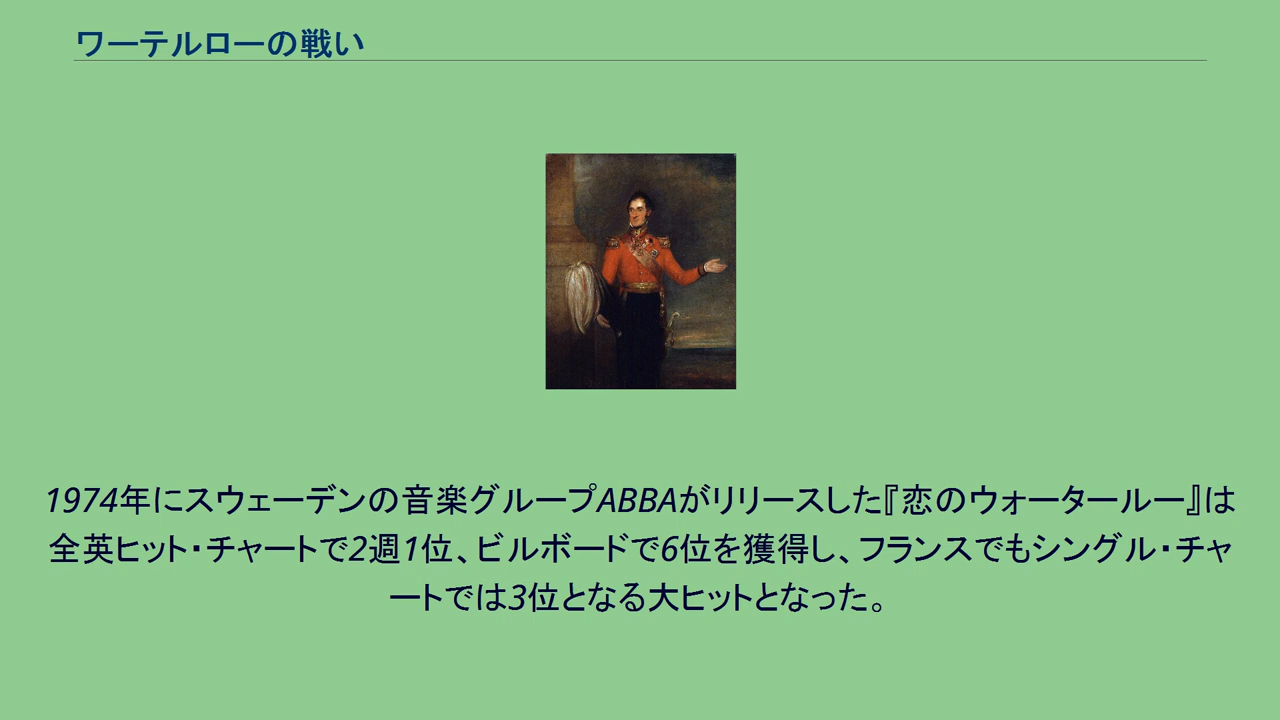 ワーテルローの戦い
1974年にスウェーデンの音楽グループABBAがリリースした『恋のウォータールー』は
全英ヒット・チャートで2週1位、ビルボードで6位を獲得し、フランスでもシングル・チャ
ートでは3位となる大ヒットとなった。